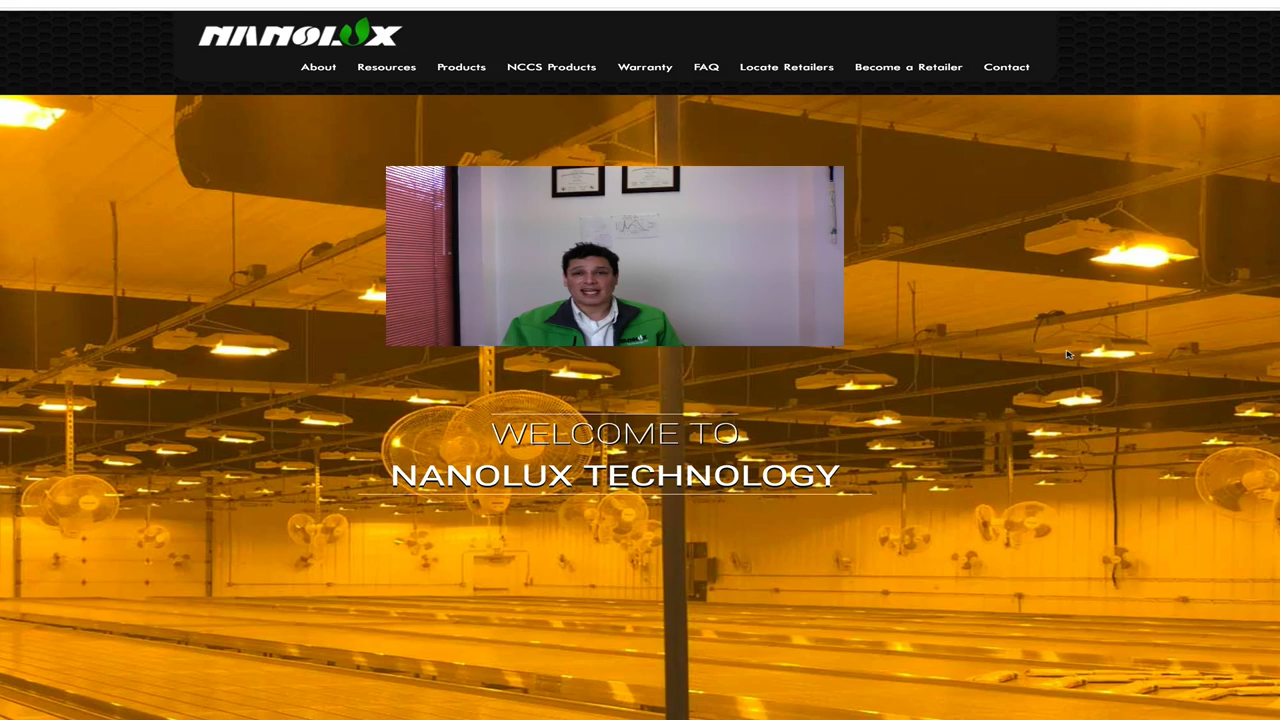 NANOLUX
About Resources Products NCCS Products Warranty FAQ Locate Retailers Become a Retailer Contact
WELCOME TO
NANOLUX TECHNOLOGY